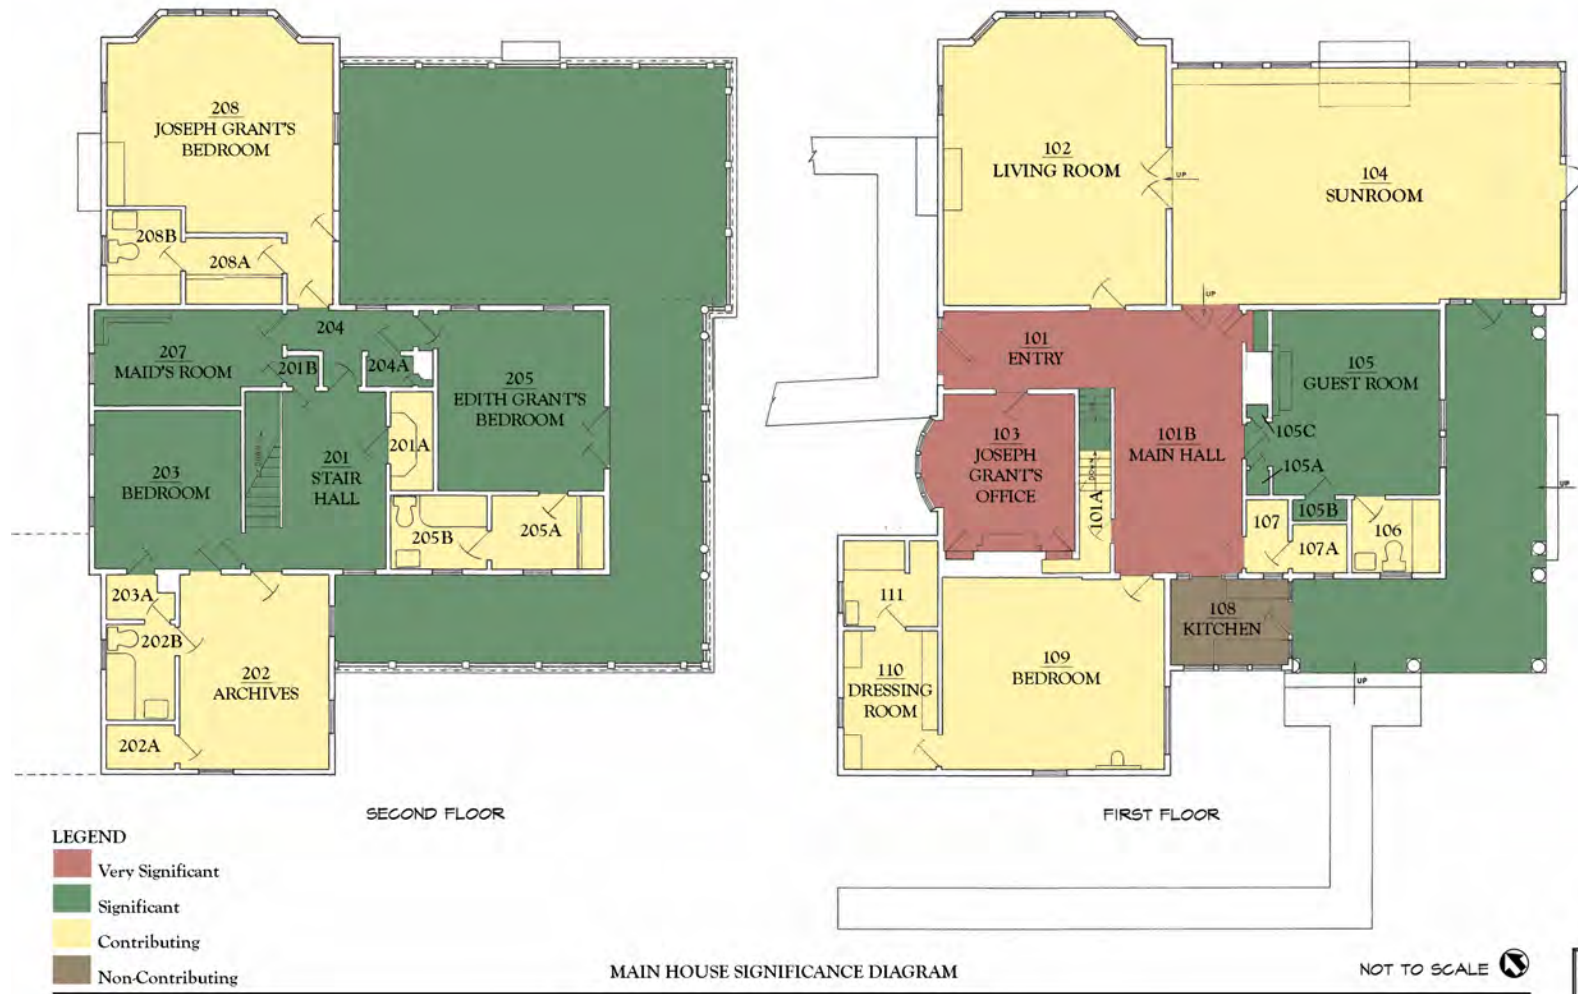 208
JOSEPH GRANT'S
BEDROOM
208B
208A
204
207
MAID'S ROOM
201B
204A
205
EDITH GRANT'S
BEDROOM
201A
203
BEDROOM
DOWN
201
STAIR
HALL
205B
205A
203A
202B
202
ARCHIVES
202A
SECOND FLOOR
102
LIVING ROOM
UP
104
SUNROOM
UP
101
ENTRY
105
GUEST ROOM
103
JOSEPH
GRANT'S
OFFICE
UP
DOWN
101A
101B
MAIN HALL
105C
105A
105B
107
107A
106
UP
111
108
KITCHEN
109
BEDROOM
110
DRESSING
ROOM
UP
FIRST FLOOR
LEGEND
Very Significant
Significant
Contributing
Non-Contributing
MAIN HOUSE SIGNIFICANCE DIAGRAM
NOT TO SCALE